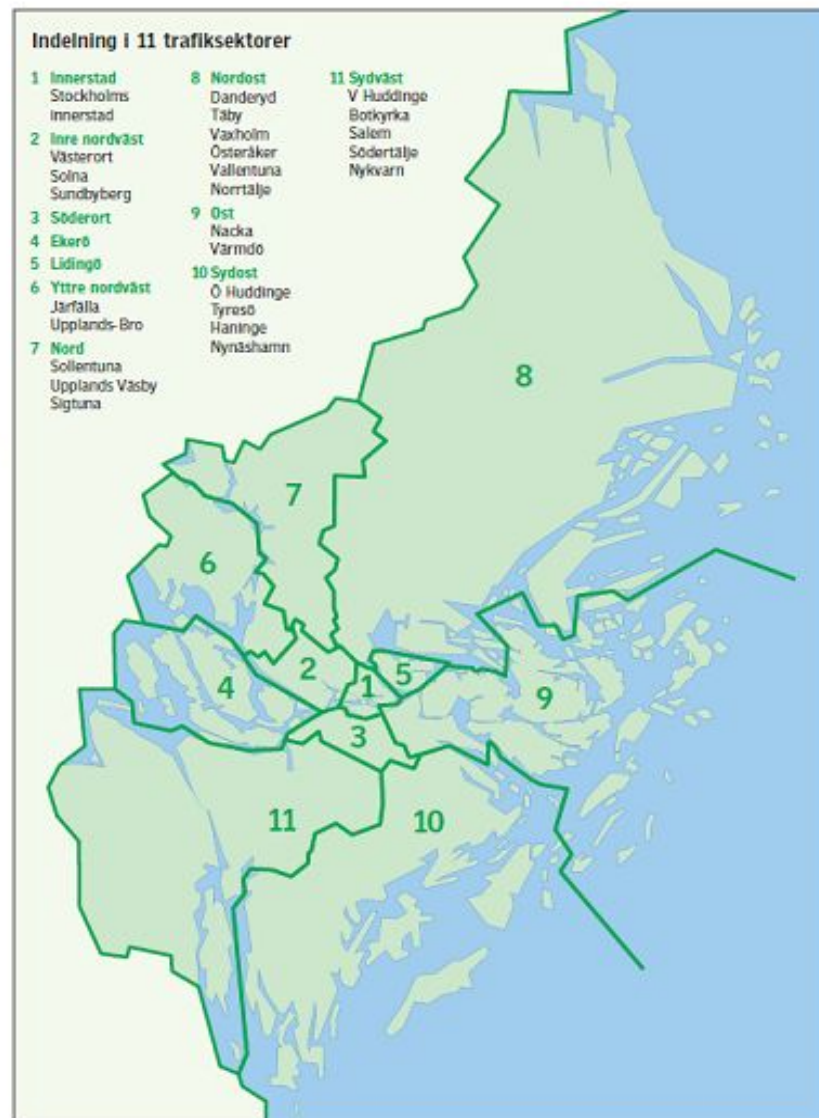 Indelning i 11 trafiksektorer
1 Innerstad
Stockholms
innerstad
2 Inre nordväst
Västerort
Solna
Sundbyberg
3 Söderort
4 Ekerö
5 Lidingö
6 Yttre nordväst
Järfälla
Upplands-Bro
7 Nord
Sollentuna
Upplands Väsby
Sigtuna
8 Nordost
Danderyd
Täby
Vaxholm
Österåker
Vallentuna
Norrtälje
9 Ost
Nacka
Värmdö
10 Sydost
Ö Huddinge
Tyresö
Haninge
Nynäshamn
11 Sydväst
V Huddinge
Botkyrka
Salem
Södertälje
Nykvarn
8
7
6
2
5
4
1
9
3
11
10